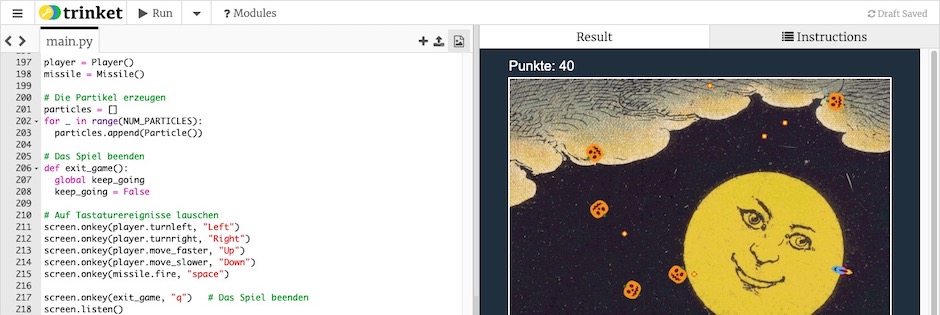 trinket
Run
? Modules
Draft Saved
main.py
Result
Instructions
197 player = Player()
198 missile = Missile()
199
200 # Die Partikel erzeugen
201 particles = []
202 for _ in range(NUM_PARTICLES):
203   particles.append(Particle())
204
205 # Das Spiel beenden
206 def exit_game():
207   global keep_going
208   keep_going = False
209
210 # Auf Tastaturereignisse lauschen
211 screen.onkey(player.turnleft, "Left")
212 screen.onkey(player.turnright, "Right")
213 screen.onkey(player.move_faster, "Up")
214 screen.onkey(player.move_slower, "Down")
215 screen.onkey(missile.fire, "space")
216
217 screen.onkey(exit_game, "q")   # Das Spiel beenden
218 screen.listen()
Punkte: 40